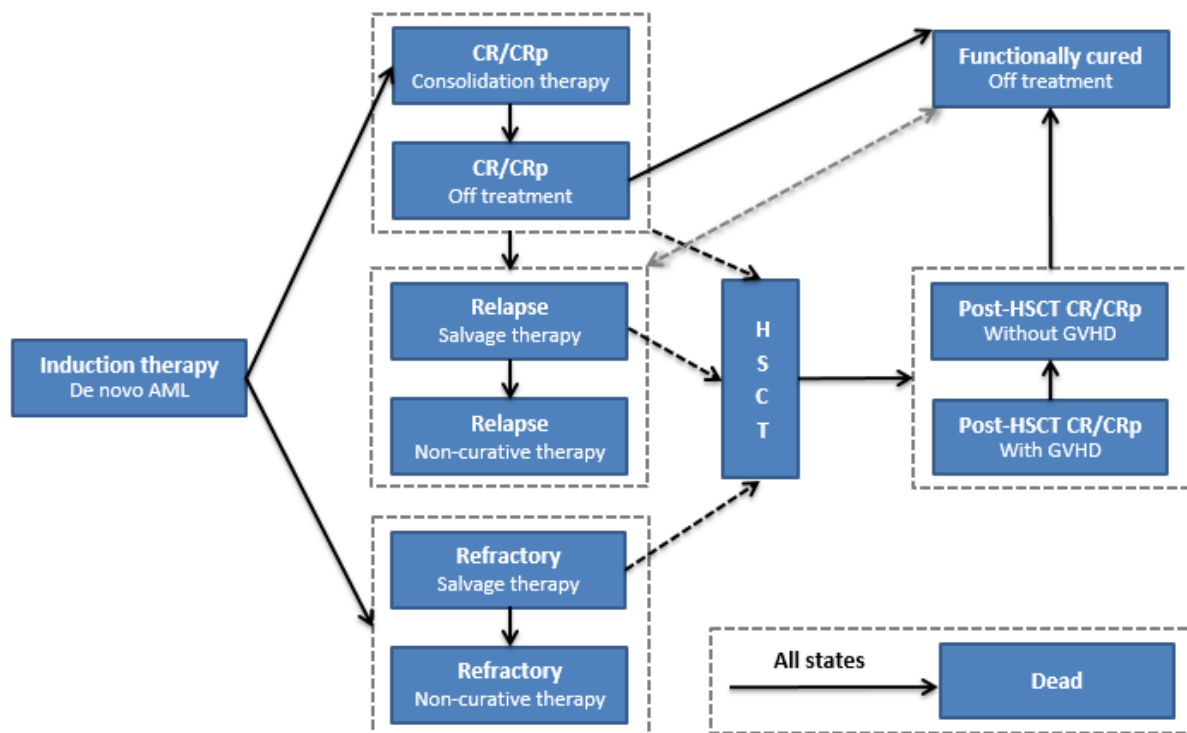 CR/CRp
Consolidation therapy
CR/CRp
Off treatment
Functionally cured
Off treatment
Induction therapy
De novo AML
Relapse
Salvage therapy
Relapse
Non-curative therapy
H
S
C
T
Post-HSCT CR/CRp
Without GVHD
Post-HSCT CR/CRp
With GVHD
Refractory
Salvage therapy
Refractory
Non-curative therapy
All states
Dead